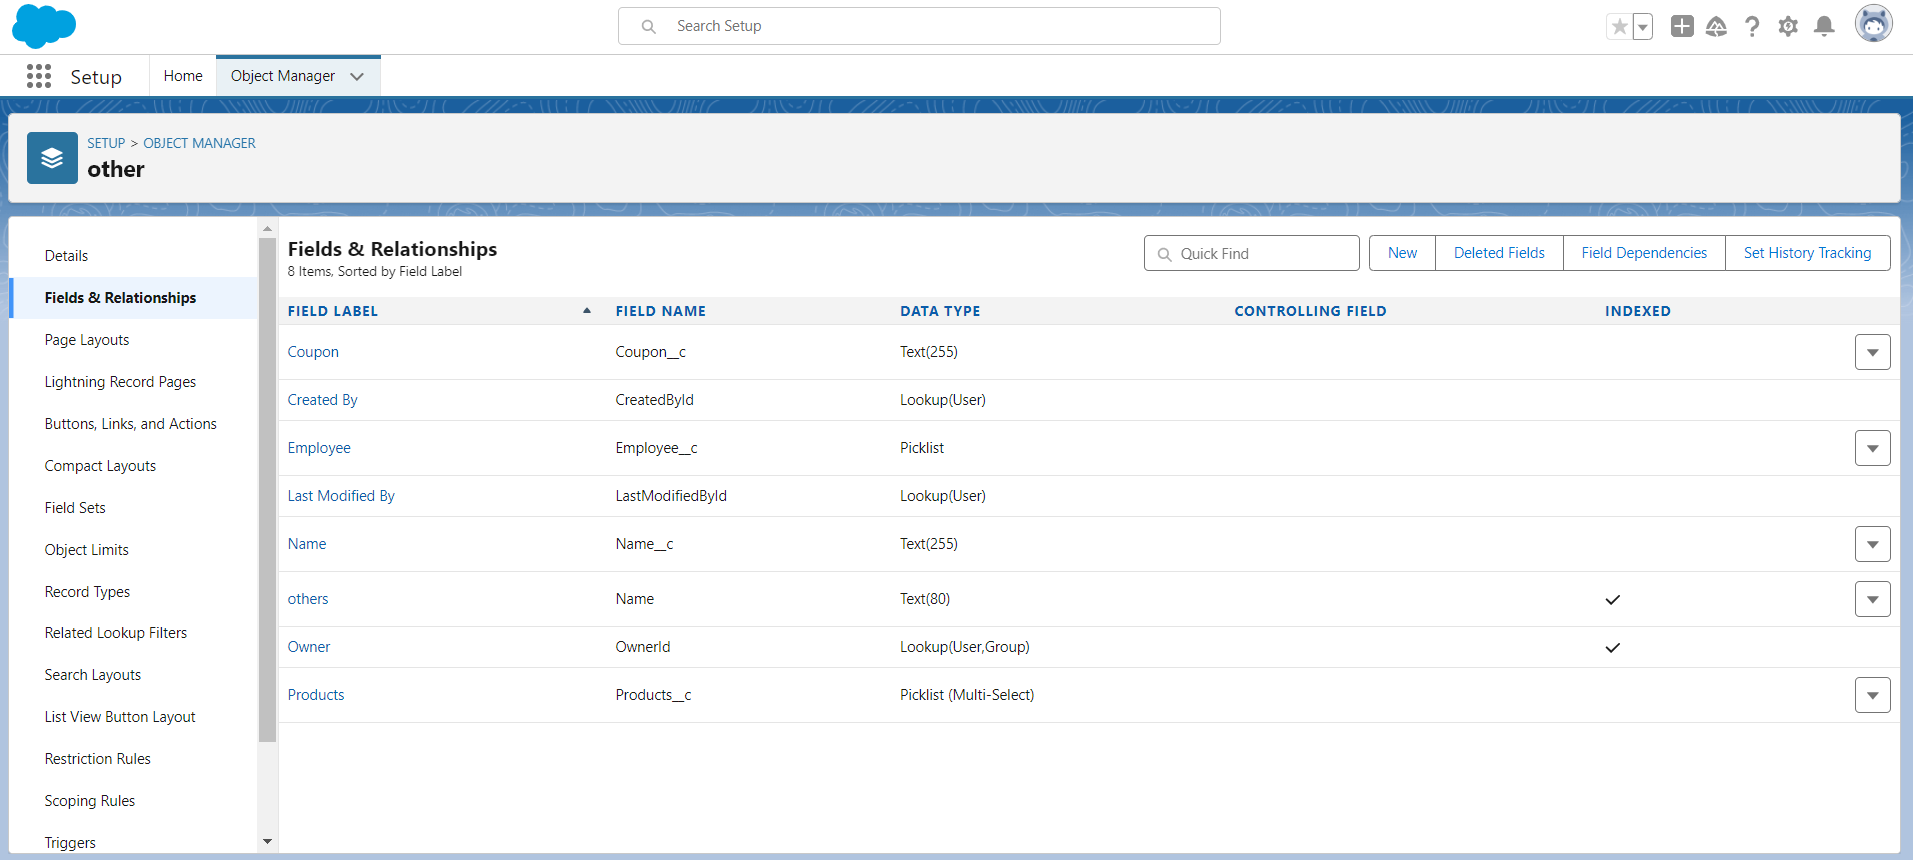 Search Setup
Setup
Home
Object Manager
SETUP > OBJECT MANAGER
other
Details
Fields & Relationships
Page Layouts
Lightning Record Pages
Buttons, Links, and Actions
Compact Layouts
Field Sets
Object Limits
Record Types
Related Lookup Filters
Search Layouts
List View Button Layout
Restriction Rules
Scoping Rules
Triggers
Fields & Relationships
8 Items, Sorted by Field Label
Quick Find
New
Deleted Fields
Field Dependencies
Set History Tracking
FIELD LABEL FIELD NAME DATA TYPE CONTROLLING FIELD INDEXED
Coupon Coupon__c Text(255)
Created By CreatedById Lookup(User)
Employee Employee__c Picklist
Last Modified By LastModifiedById Lookup(User)
Name Name__c Text(255)
others Name Text(80)
Owner OwnerId Lookup(User,Group)
Products Products__c Picklist (Multi-Select)